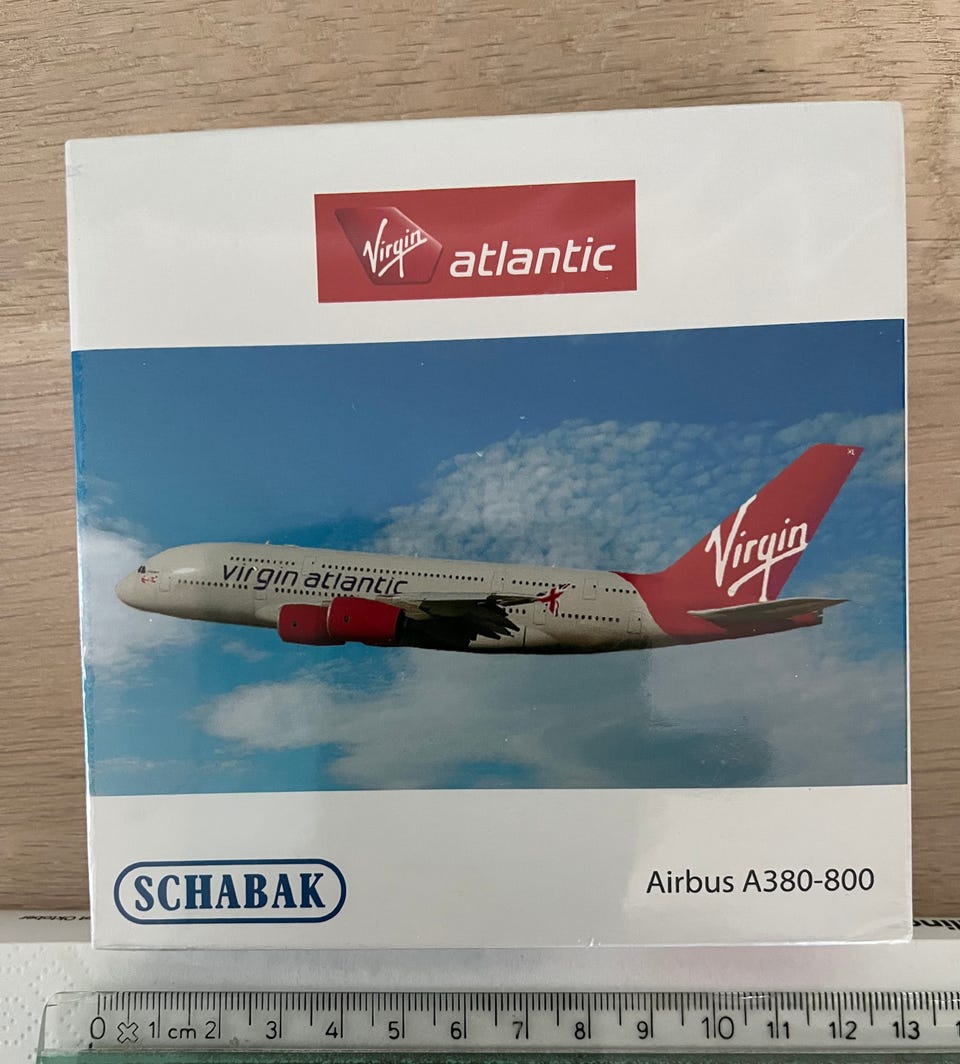 Virgin atlantic
Virgin
virgin atlantic
SCHABAK
Airbus A380-800
Oktober
0 1 cm 2 3 4 5 6 7 8 9 10 11 12 13